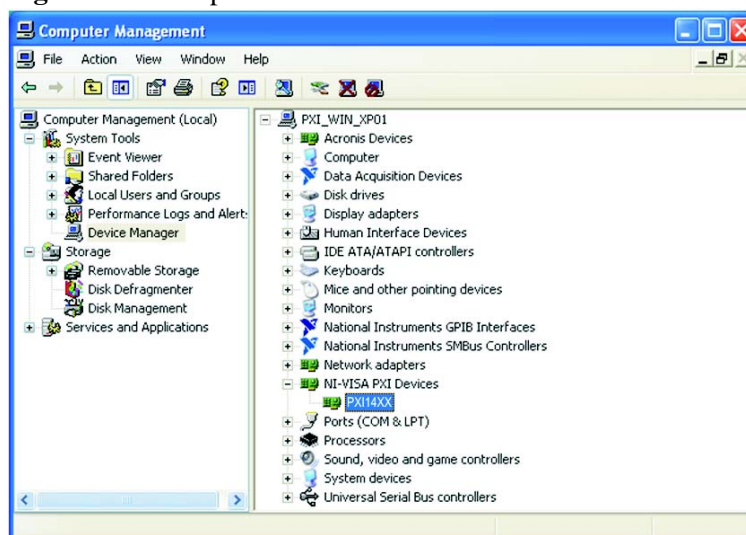 Computer Management
File Action View Window Help
Computer Management (Local)
System Tools
Event Viewer
Shared Folders
Local Users and Groups
Performance Logs and Alert:
Device Manager
Storage
Removable Storage
Disk Defragmenter
Disk Management
Services and Applications
PXI_WIN_XP01
Acronis Devices
Computer
Data Acquisition Devices
Disk drives
Display adapters
Human Interface Devices
IDE ATA/ATAPI controllers
Keyboards
Mice and other pointing devices
Monitors
National Instruments GPIB Interfaces
National Instruments SMBus Controllers
Network adapters
NI-VISA PXI Devices
PXI14XX
Ports (COM & LPT)
Processors
Sound, video and game controllers
System devices
Universal Serial Bus controllers